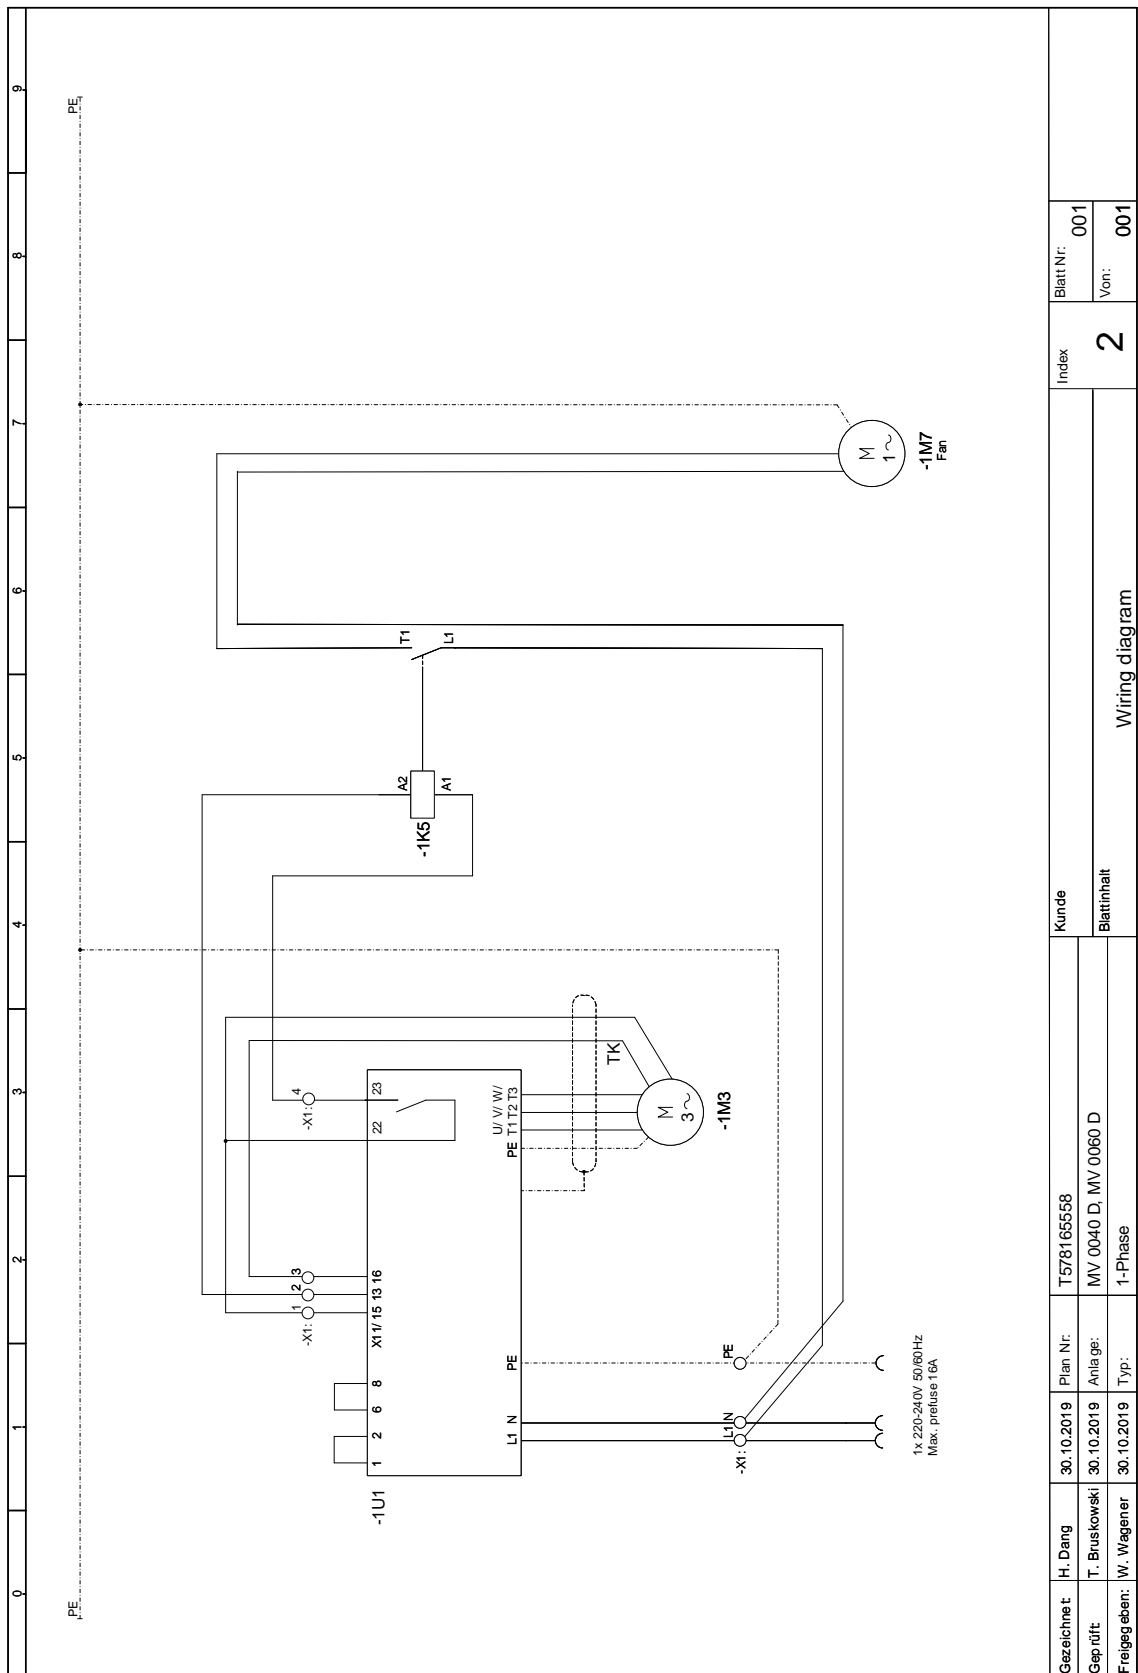 0 1 2 3 4 5 6 7 8 9
PE PE
-1U1
1 2 6 8 X11/ 15 13 16 22 23
-X1: 1 2 3
-X1: 4
L1 N PE
PE T1 T2 T3
U/ V/ W/
TK
M
3~
-1M3
-1K5
A2
A1
T1
L1
M
1~
-1M7
Fan
-X1: L1 N PE
1x 220-240V 50/60Hz
Max. prefuse 16A
Gezeichnet: H. Dang 30.10.2019 Plan Nr: T578165558 Kunde
Geprüft: T. Bruskowski 30.10.2019 Anlage: MV 0040 D, MV 0060 D
Freigegeben: W. Wagener 30.10.2019 Typ: 1-Phase
Blattinhalt
Wiring diagram
Index
2
Blatt Nr: 001
Von: 001